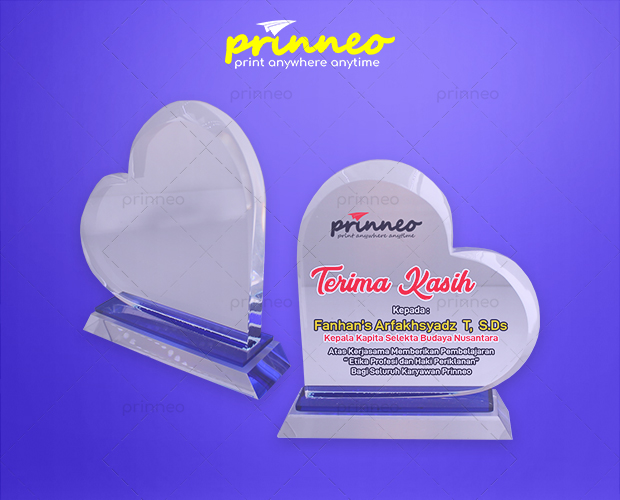 prinneo
print anywhere anytime
prinneo
print anywhere anytime
Terima Kasih
Kepada :
Fanhan's Arfakhsyadz T, S.Ds
Kepala Kapita Selekta Budaya Nusantara
Atas Kerjasama Memberikan Pembelajaran
"Etika Profesi dan Haki Periklanan"
Bagi Seluruh Karyawan Prinneo